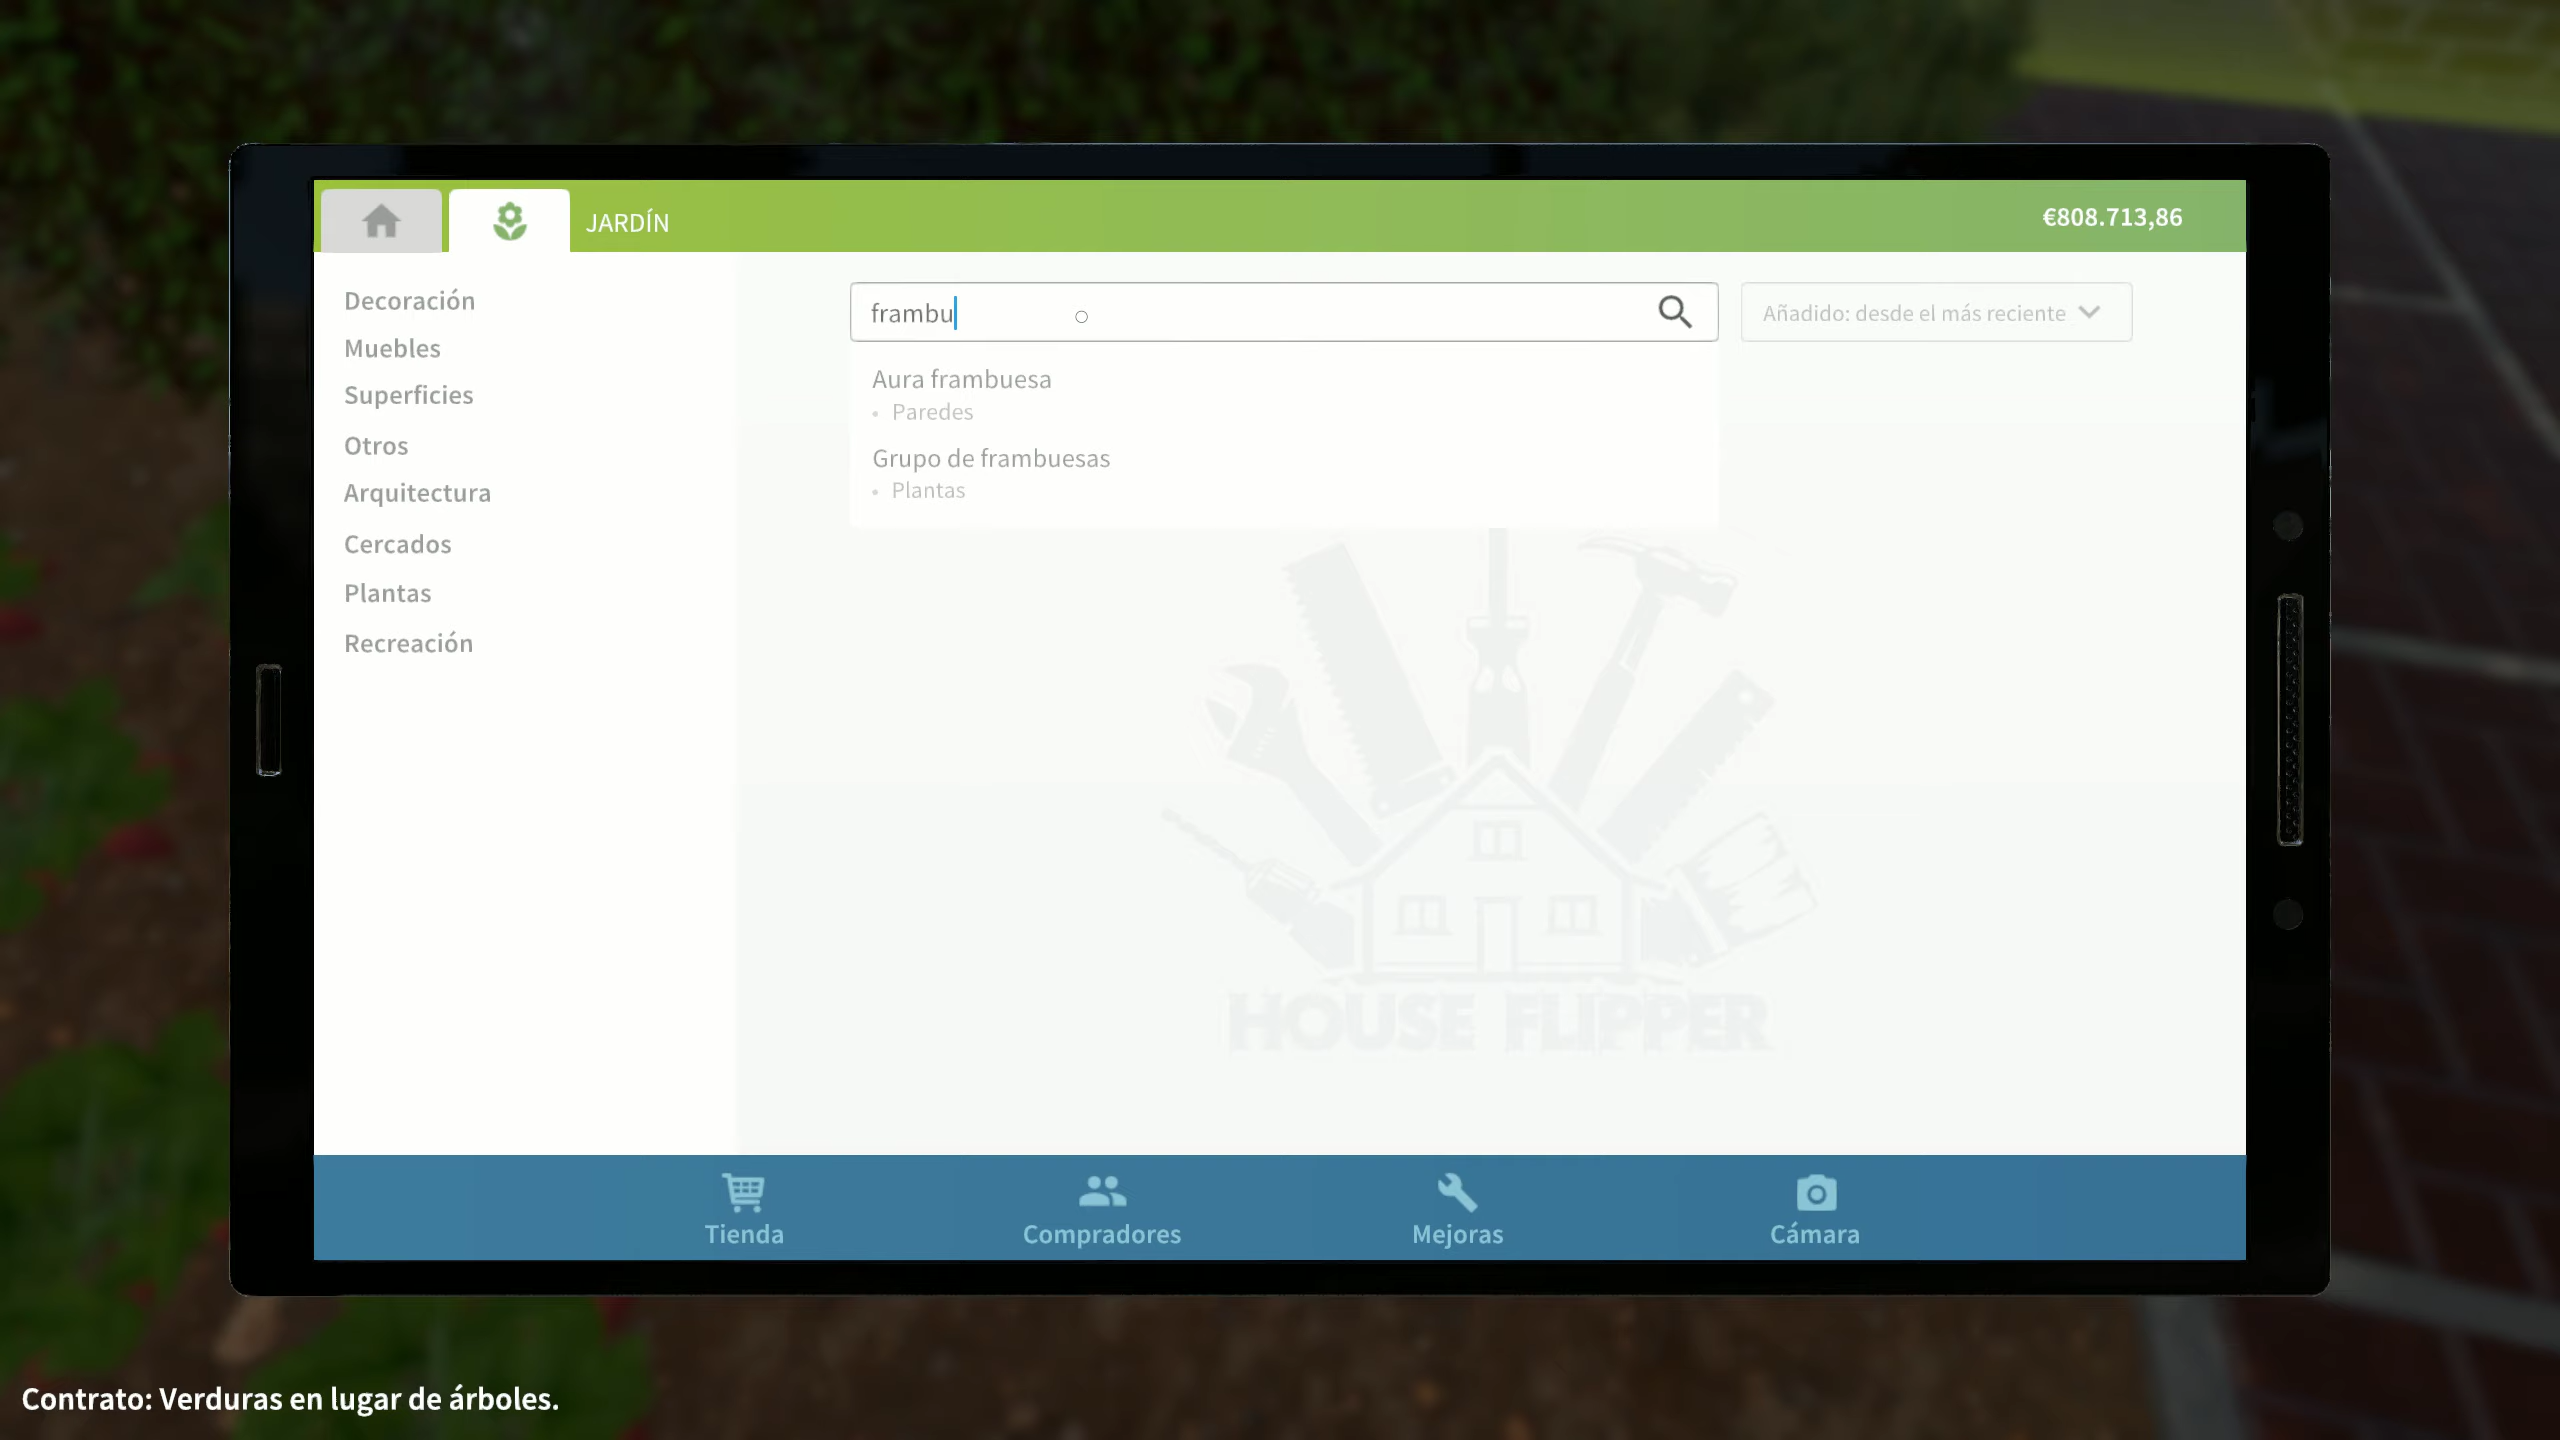 JARDÍN
€808.713,86
Decoración
Muebles
Superficies
Otros
Arquitectura
Cercados
Plantas
Recreación
frambu
Añadido: desde el más reciente
Aura frambuesa
• Paredes
Grupo de frambuesas
• Plantas
HOUSE FLIPPER
Tienda
Compradores
Mejoras
Cámara
Contrato: Verduras en lugar de árboles.